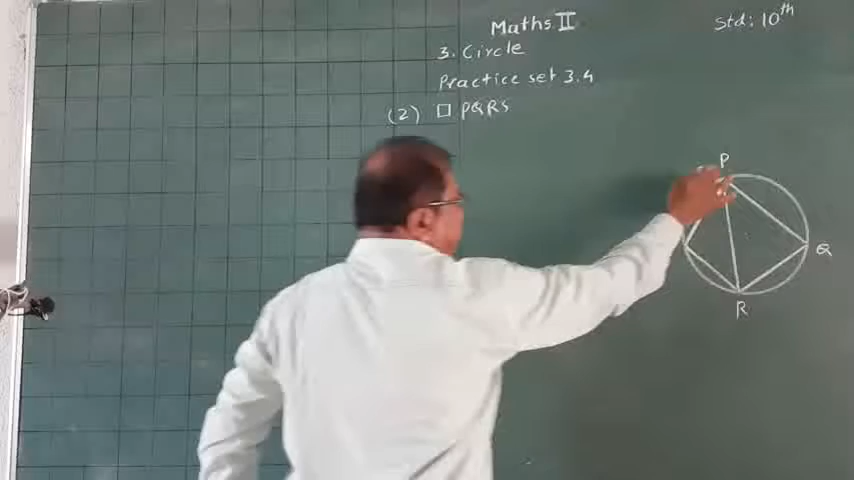 Maths II
Std: 10th
3. Circle
Practice set 3.4
(2) □ PQRS
P
Q
R